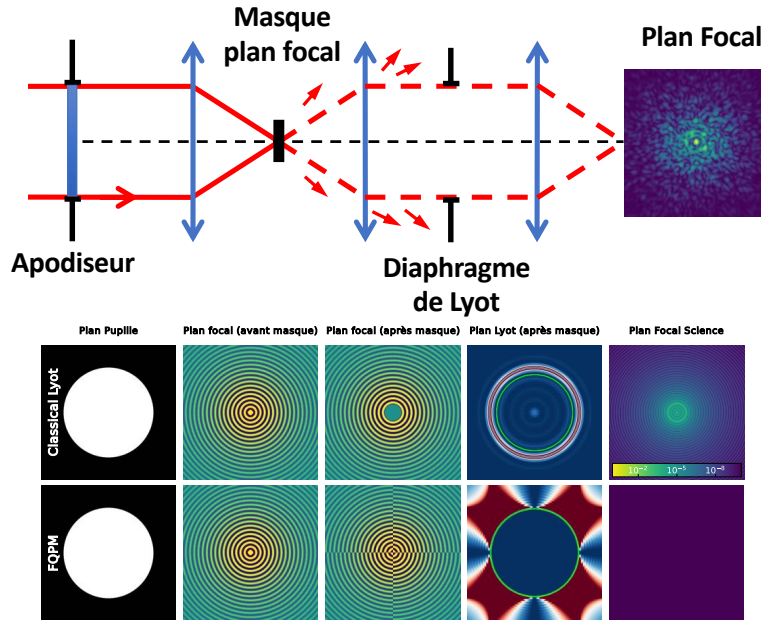 Masque
plan focal
Plan Focal
Apodiseur
Diaphragme
de Lyot
Plan Pupille
Plan focal (avant masque)
Plan focal (après masque)
Plan Lyot (après masque)
Plan Focal Science
Classical Lyot
10⁻² 10⁻⁵ 10⁻⁸
FQPM